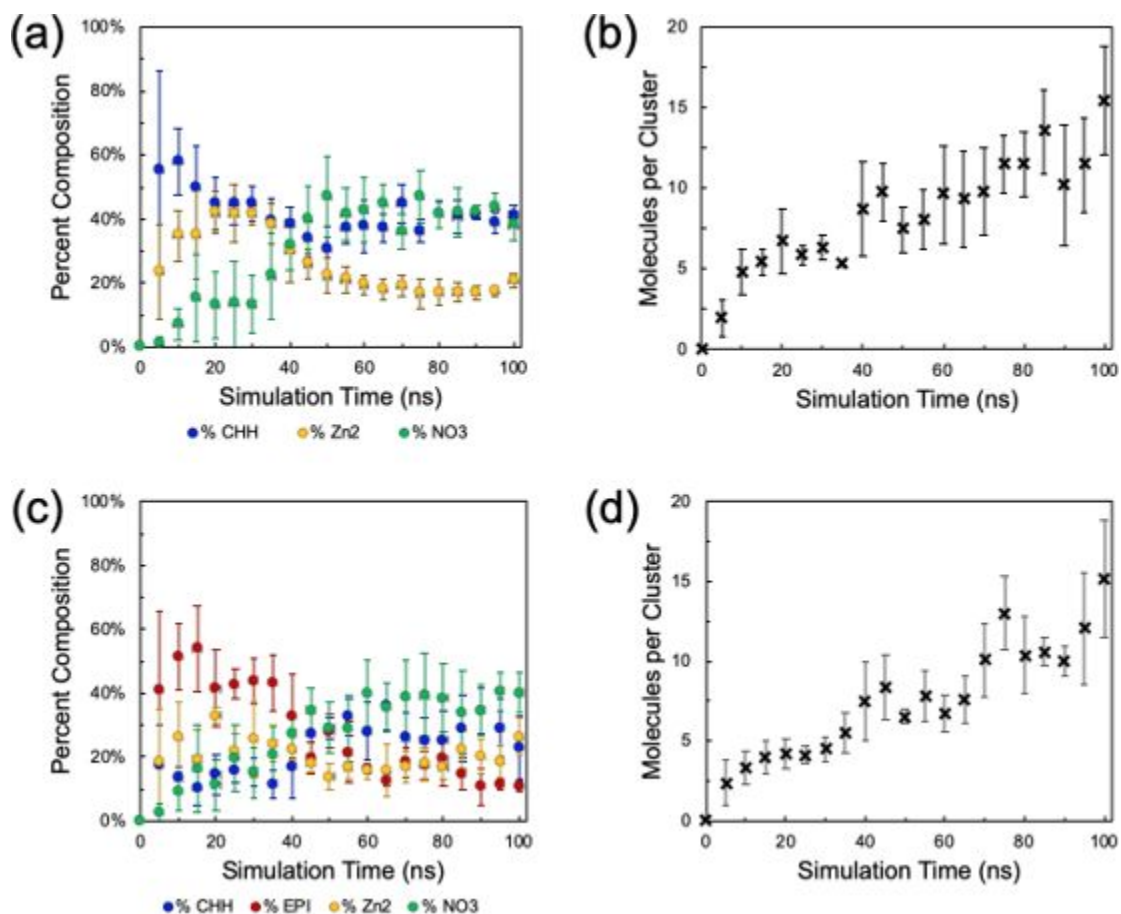 (a)
Percent Composition
100%
80%
60%
40%
20%
0%
0 20 40 60 80 100
Simulation Time (ns)
% CHH % Zn2 % NO3
(b)
Molecules per Cluster
20
15
10
5
0
0 20 40 60 80 100
Simulation Time (ns)
(c)
Percent Composition
100%
80%
60%
40%
20%
0%
0 20 40 60 80 100
Simulation Time (ns)
% CHH % EPI % Zn2 % NO3
(d)
Molecules per Cluster
20
15
10
5
0
0 20 40 60 80 100
Simulation Time (ns)